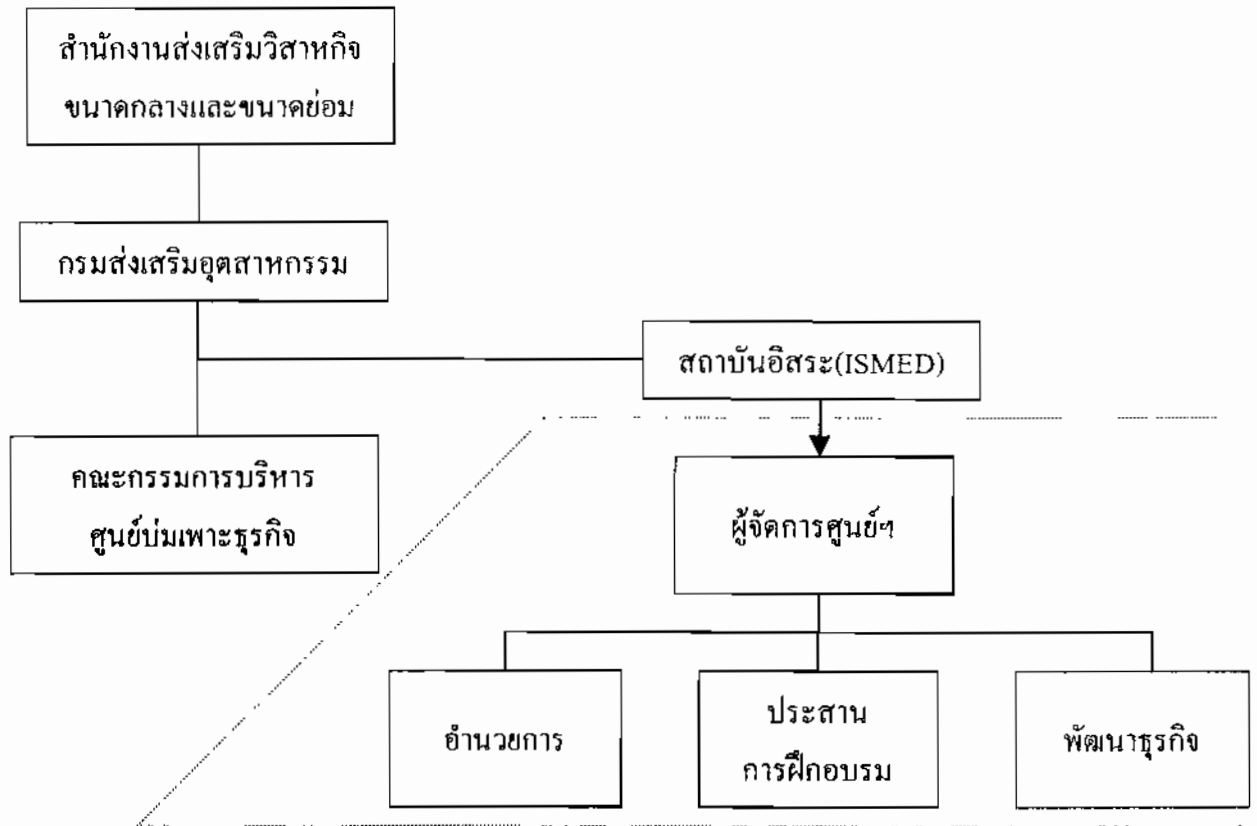 สำนักงานส่งเสริมวิสาหกิจ
ขนาดกลางและขนาดย่อม
กรมส่งเสริมอุตสาหกรรม
สถาบันอิสระ(ISMED)
คณะกรรมการบริหาร
ศูนย์บ่มเพาะธุรกิจ
ผู้จัดการศูนย์ฯ
อำนวยการ
ประสาน
การฝึกอบรม
พัฒนาธุรกิจ